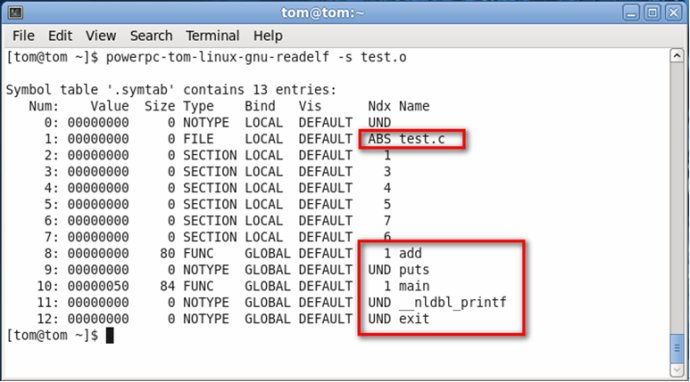 tom@tom:~
File Edit View Search Terminal Help
[tom@tom ~]$ powerpc-tom-linux-gnu-readelf -s test.o
Symbol table '.symtab' contains 13 entries:
Num: Value Size Type Bind Vis Ndx Name
0: 00000000 0 NOTYPE LOCAL DEFAULT UND
1: 00000000 0 FILE LOCAL DEFAULT ABS test.c
2: 00000000 0 SECTION LOCAL DEFAULT 1
3: 00000000 0 SECTION LOCAL DEFAULT 3
4: 00000000 0 SECTION LOCAL DEFAULT 4
5: 00000000 0 SECTION LOCAL DEFAULT 5
6: 00000000 0 SECTION LOCAL DEFAULT 7
7: 00000000 0 SECTION LOCAL DEFAULT 6
8: 00000000 80 FUNC GLOBAL DEFAULT 1 add
9: 00000000 0 NOTYPE GLOBAL DEFAULT UND puts
10: 00000050 84 FUNC GLOBAL DEFAULT 1 main
11: 00000000 0 NOTYPE GLOBAL DEFAULT UND __nldbl_printf
12: 00000000 0 NOTYPE GLOBAL DEFAULT UND exit
[tom@tom ~]$